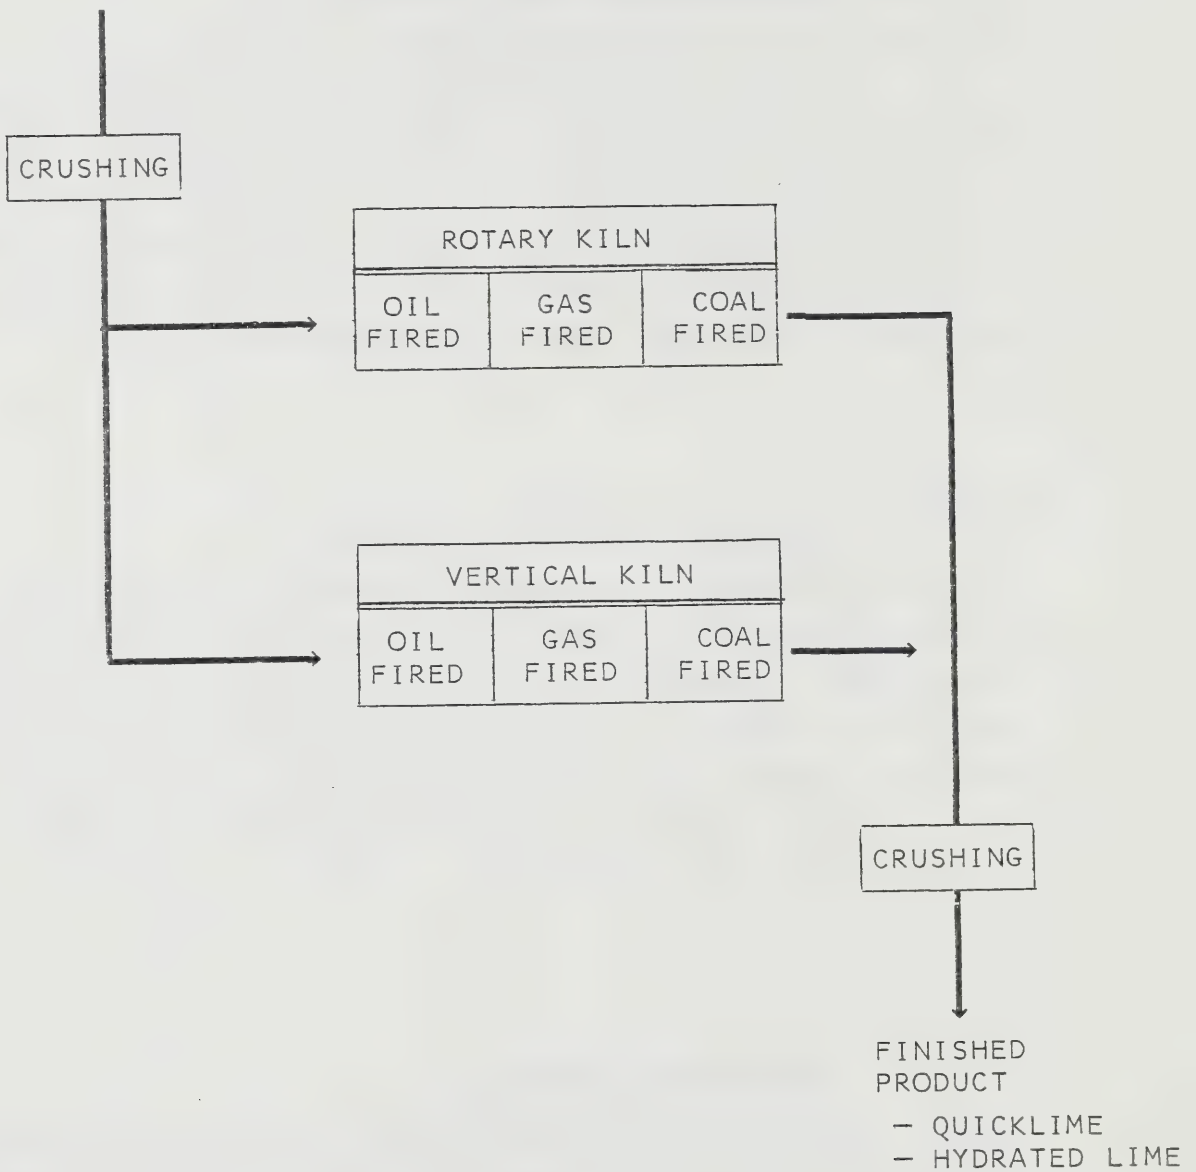 CRUSHING
ROTARY KILN
OIL
FIRED
GAS
FIRED
COAL
FIRED
VERTICAL KILN
OIL
FIRED
GAS
FIRED
COAL
FIRED
CRUSHING
FINISHED
PRODUCT
— QUICKLIME
— HYDRATED LIME